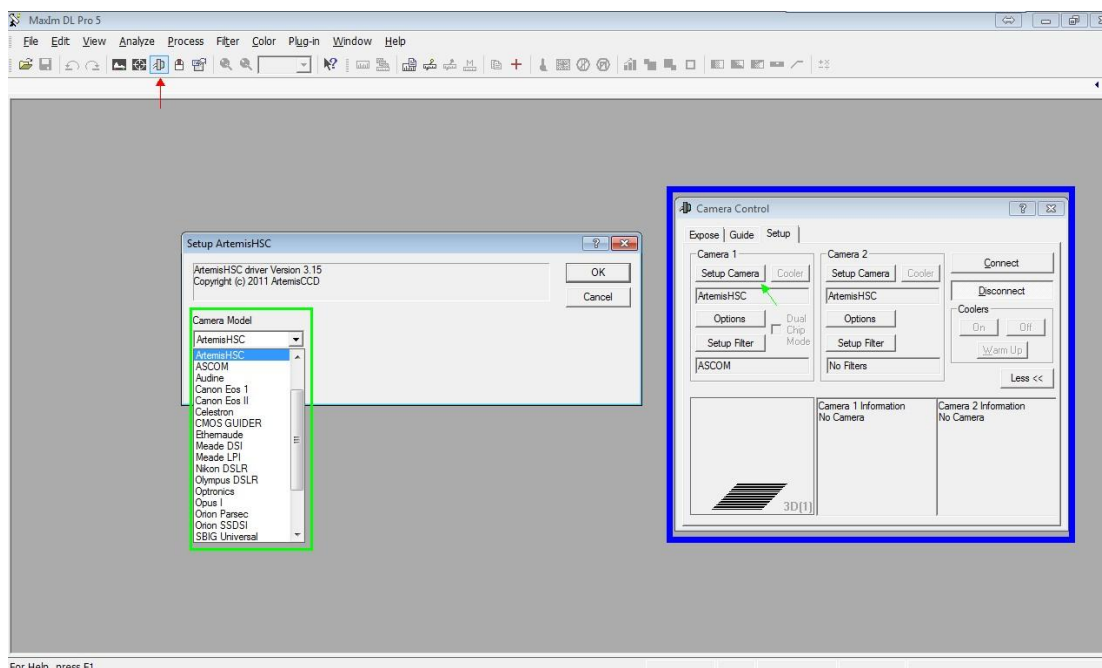 MaxIm DL Pro 5
File Edit View Analyze Process Filter Color Plug-in Window Help
Setup ArtemisHSC
ArtemisHSC driver Version 3.15
Copyright (c) 2011 ArtemisCCD
OK
Cancel
Camera Model
ArtemisHSC
ArtemisHSC
ASCOM
Audine
Canon Eos 1
Canon Eos II
Celestron
CMOS GUIDER
Ethernaude
Meade DSI
Meade LPI
Nikon DSLR
Olympus DSLR
Optronics
Opus I
Orion Parsec
Orion SSDSI
SBIG Universal
Camera Control
Expose Guide Setup
Camera 1
Setup Camera Cooler
ArtemisHSC
Options
Dual
Chip
Mode
Setup Filter
ASCOM
Camera 2
Setup Camera Cooler
ArtemisHSC
Options
Setup Filter
No Filters
Connect
Disconnect
Coolers
On Off
Warm Up
Less <<
3D[1]
Camera 1 Information
No Camera
Camera 2 Information
No Camera
For Help, press F1